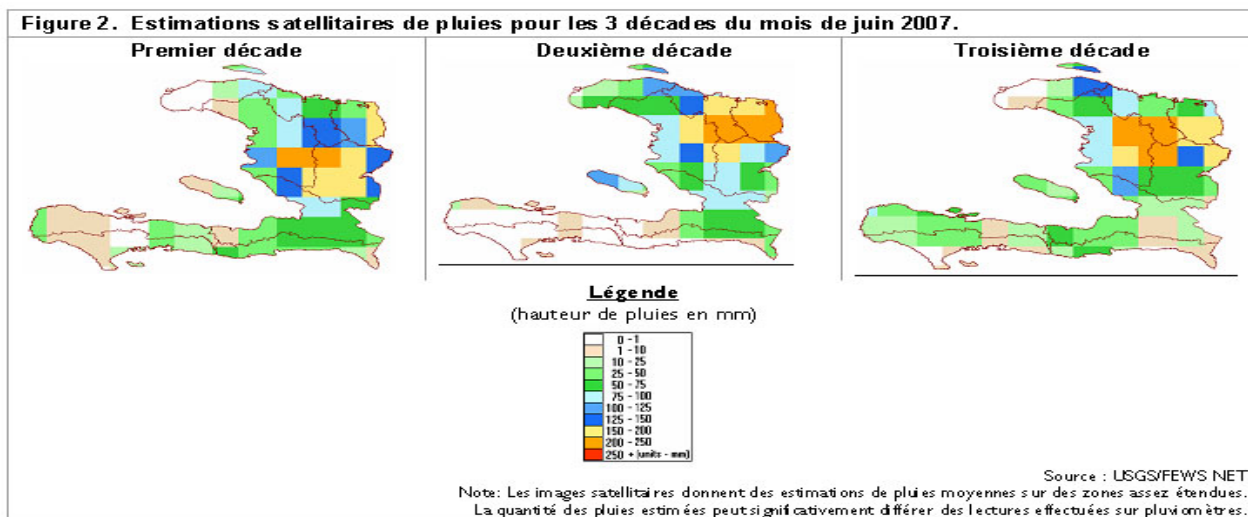 Figure 2. Estimations satellitaires de pluies pour les 3 décades du mois de juin 2007.
Premier décade
Deuxième décade
Troisième décade
Légende
(hauteur de pluies en mm)
0 - 1
1 - 10
10 - 25
25 - 50
50 - 75
75 - 100
100 - 125
125 - 150
150 - 200
200 - 250
250 + (units - mm)
Source : USGS/FEWS NET
Note: Les images satellitaires donnent des estimations de pluies moyennes sur des zones assez étendues.
La quantité des pluies estimées peut significativement différer des lectures effectuées sur pluviomètres.